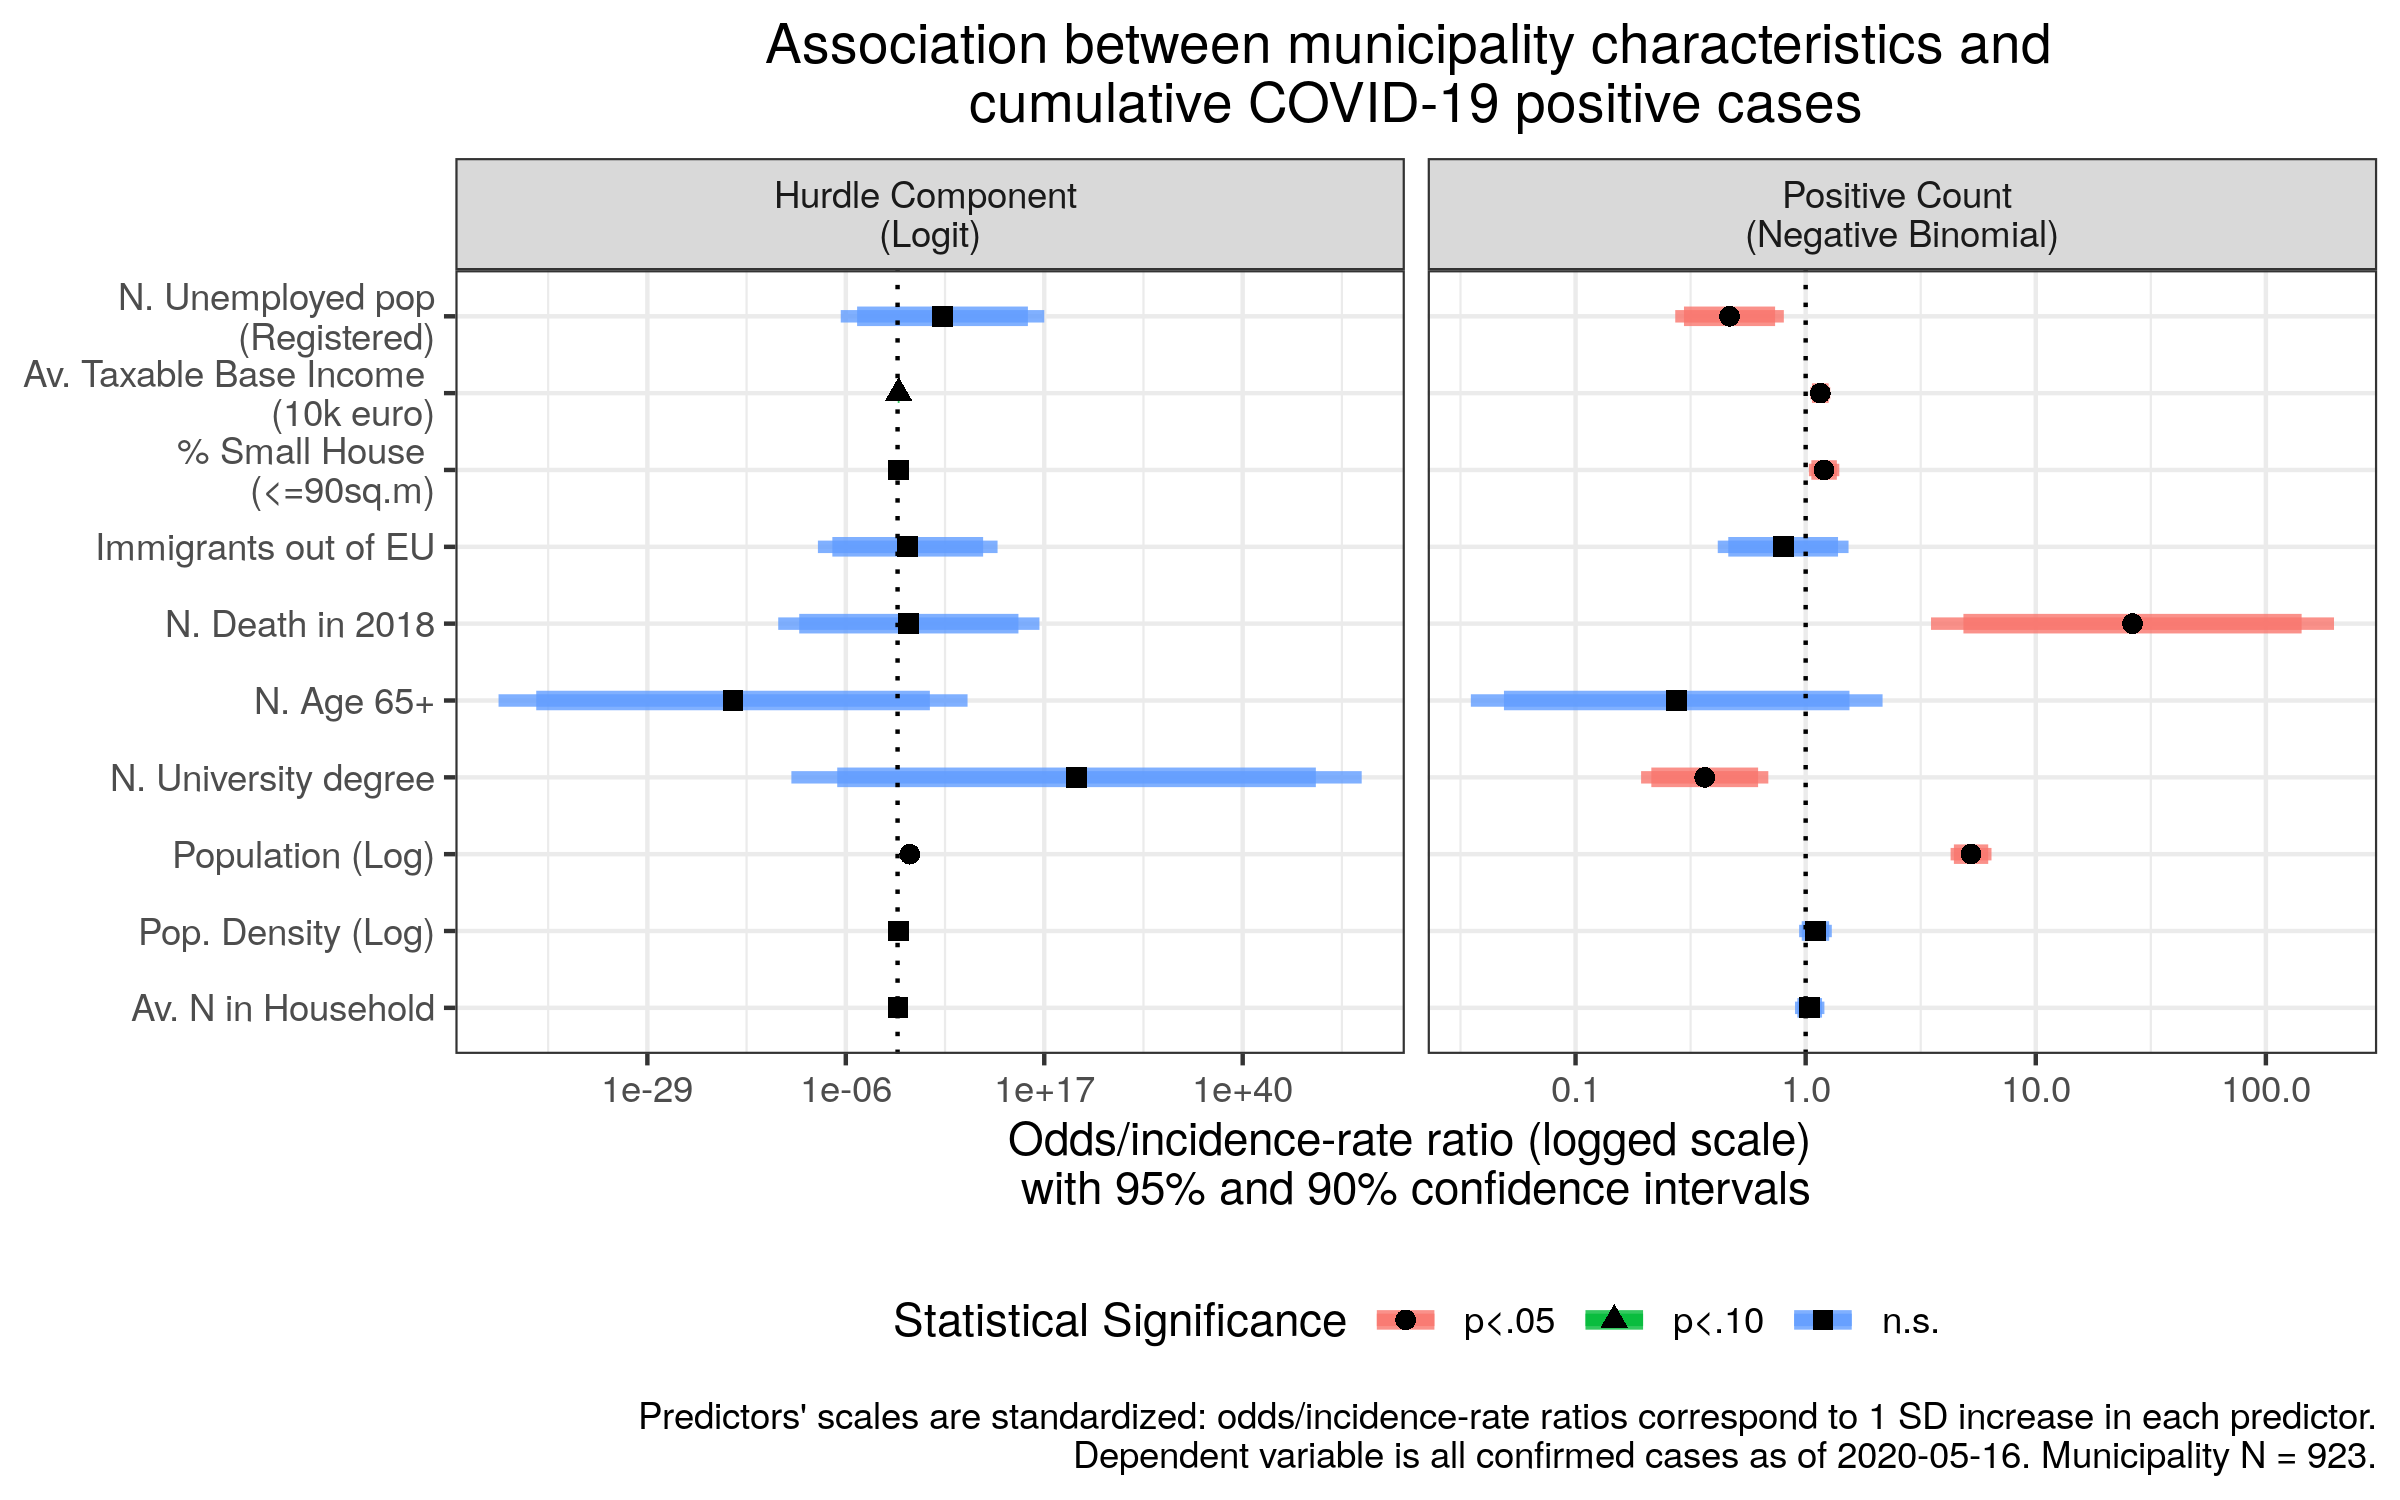 Association between municipality characteristics and
cumulative COVID-19 positive cases
Hurdle Component
(Logit)
Positive Count
(Negative Binomial)
N. Unemployed pop
(Registered)
Av. Taxable Base Income
(10k euro)
% Small House
(<=90sq.m)
Immigrants out of EU
N. Death in 2018
N. Age 65+
N. University degree
Population (Log)
Pop. Density (Log)
Av. N in Household
1e-29 1e-06 1e+17 1e+40 0.1 1.0 10.0 100.0
Odds/incidence-rate ratio (logged scale)
with 95% and 90% confidence intervals
Statistical Significance p<.05 p<.10 n.s.
Predictors' scales are standardized: odds/incidence-rate ratios correspond to 1 SD increase in each predictor.
Dependent variable is all confirmed cases as of 2020-05-16. Municipality N = 923.